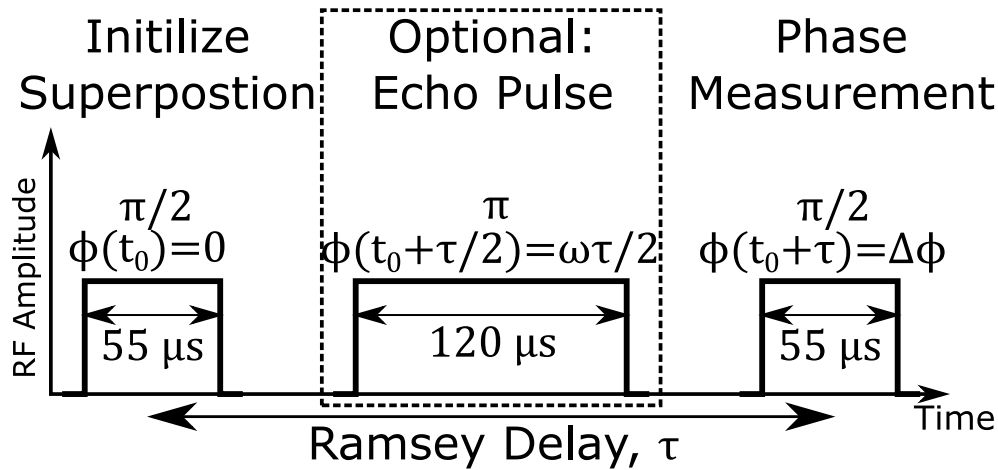 Initilize
Superpostion
Optional:
Echo Pulse
Phase
Measurement
RF Amplitude
π/2
ϕ(t₀)=0
55 μs
π
ϕ(t₀+τ/2)=ωτ/2
120 μs
π/2
ϕ(t₀+τ)=Δϕ
55 μs
Time
Ramsey Delay, τ